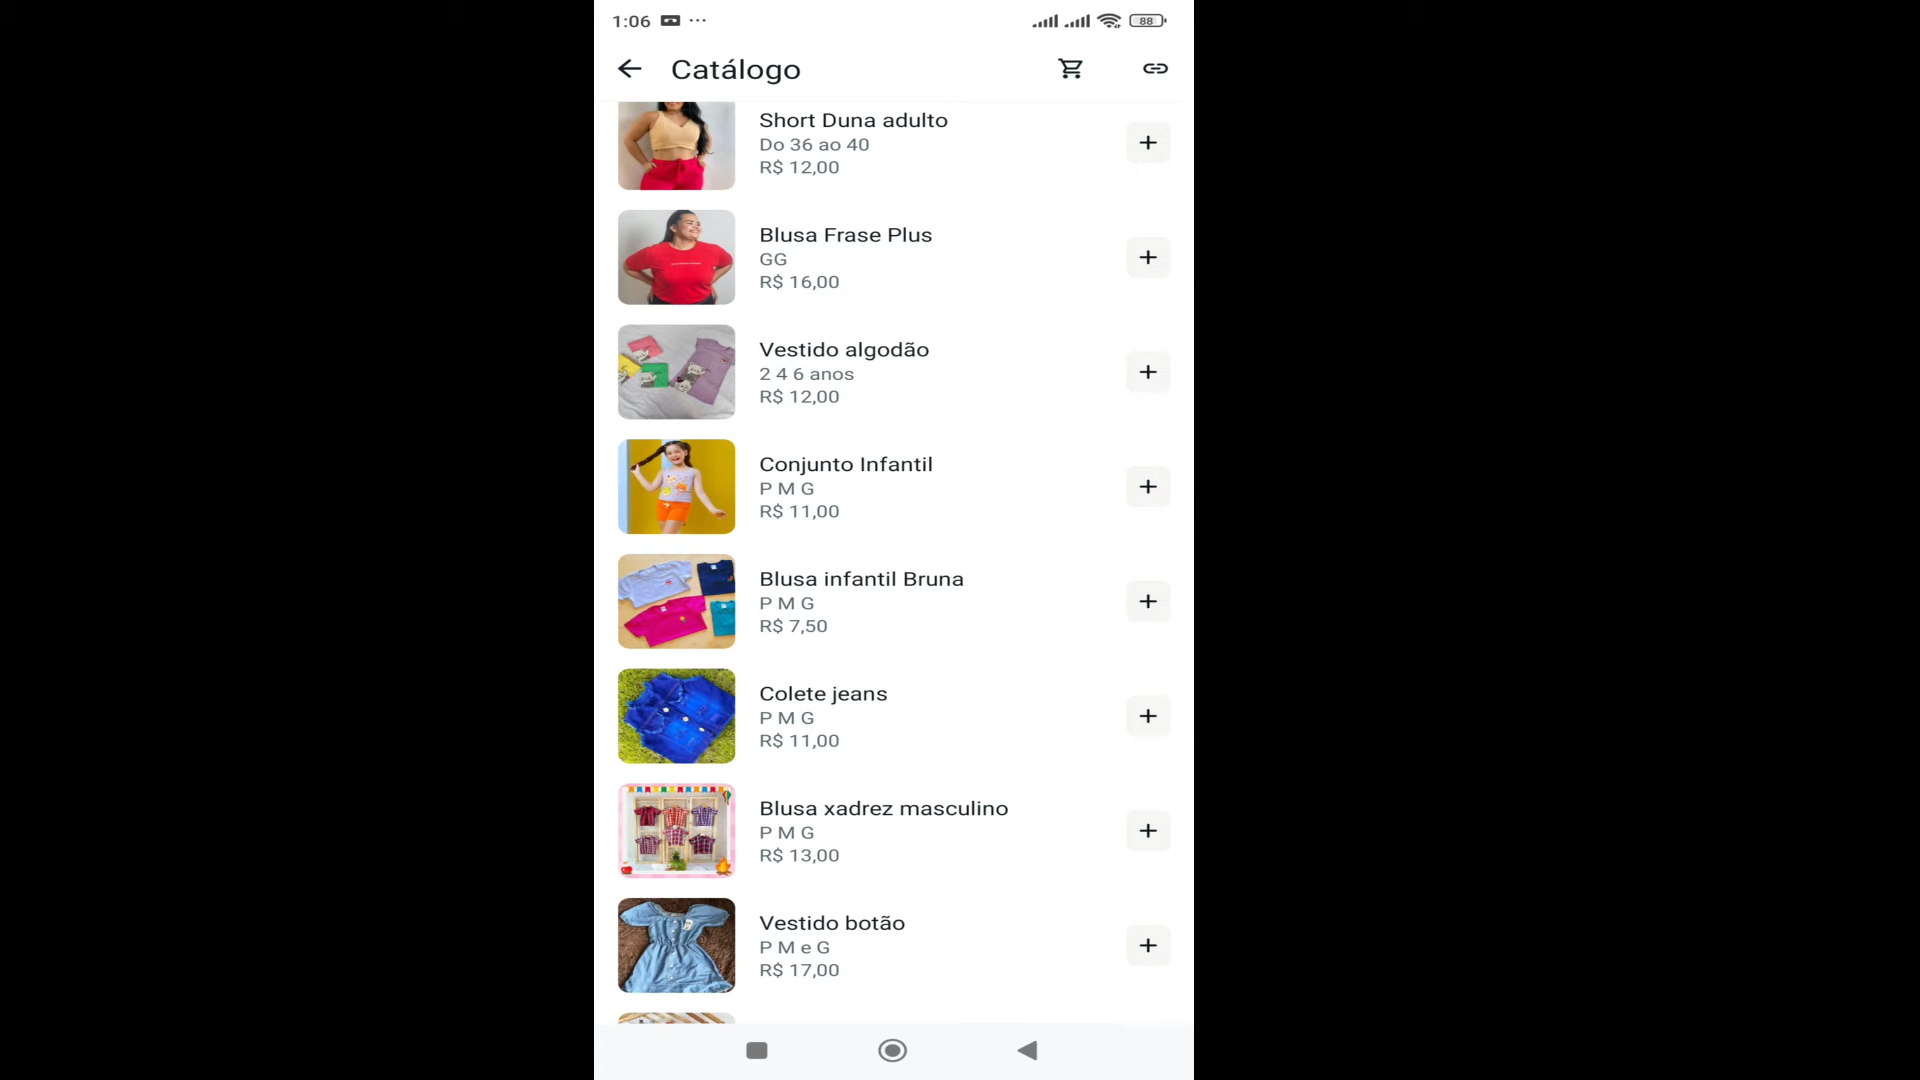 1:06
88
Catálogo
Short Duna adulto
Do 36 ao 40
R$ 12,00
Blusa Frase Plus
GG
R$ 16,00
Vestido algodão
2 4 6 anos
R$ 12,00
Conjunto Infantil
P M G
R$ 11,00
Blusa infantil Bruna
P M G
R$ 7,50
Colete jeans
P M G
R$ 11,00
Blusa xadrez masculino
P M G
R$ 13,00
Vestido botão
P M e G
R$ 17,00